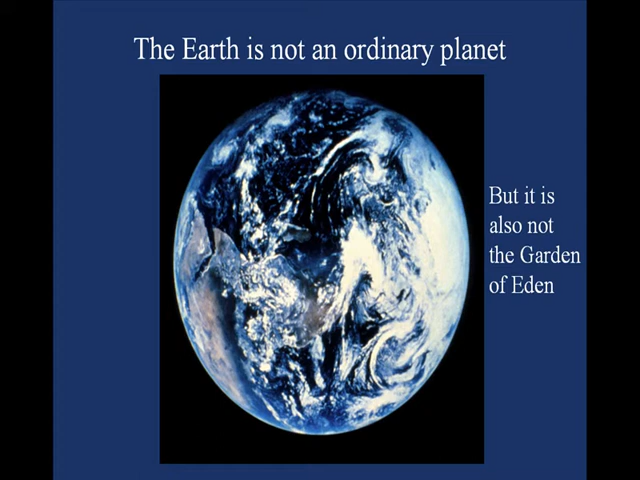 The Earth is not an ordinary planet
But it is
also not
the Garden
of Eden